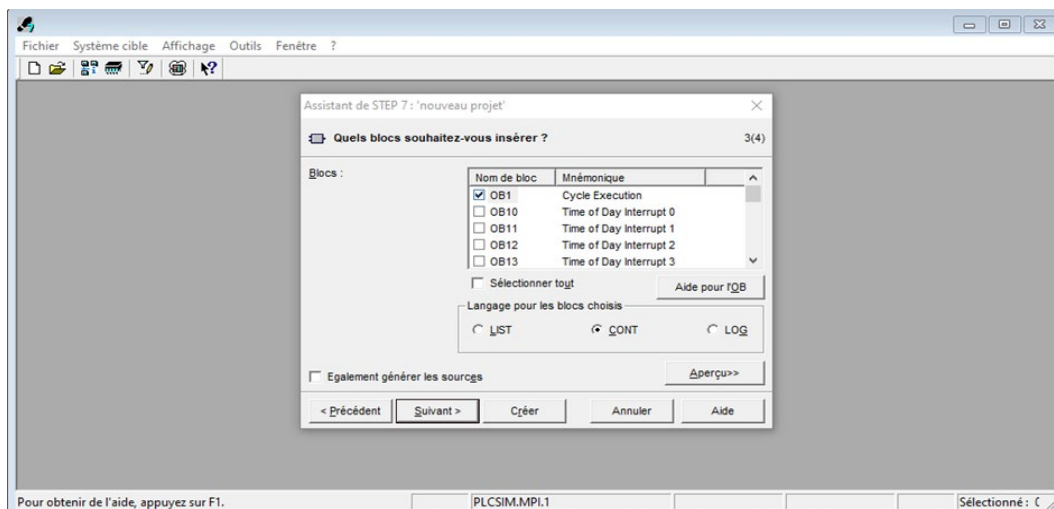 Fichier Système cible Affichage Outils Fenêtre ?
Assistant de STEP 7 : 'nouveau projet'
Quels blocs souhaitez-vous insérer ? 3(4)
Blocs :
Nom de bloc Mnémonique
OB1 Cycle Execution
OB10 Time of Day Interrupt 0
OB11 Time of Day Interrupt 1
OB12 Time of Day Interrupt 2
OB13 Time of Day Interrupt 3
Sélectionner tout Aide pour l'OB
Langage pour les blocs choisis
LIST CONT LOG
Egalement générer les sources Aperçu>>
< Précédent Suivant > Créer Annuler Aide
Pour obtenir de l'aide, appuyez sur F1. PLCSIM.MPI.1 Sélectionné :